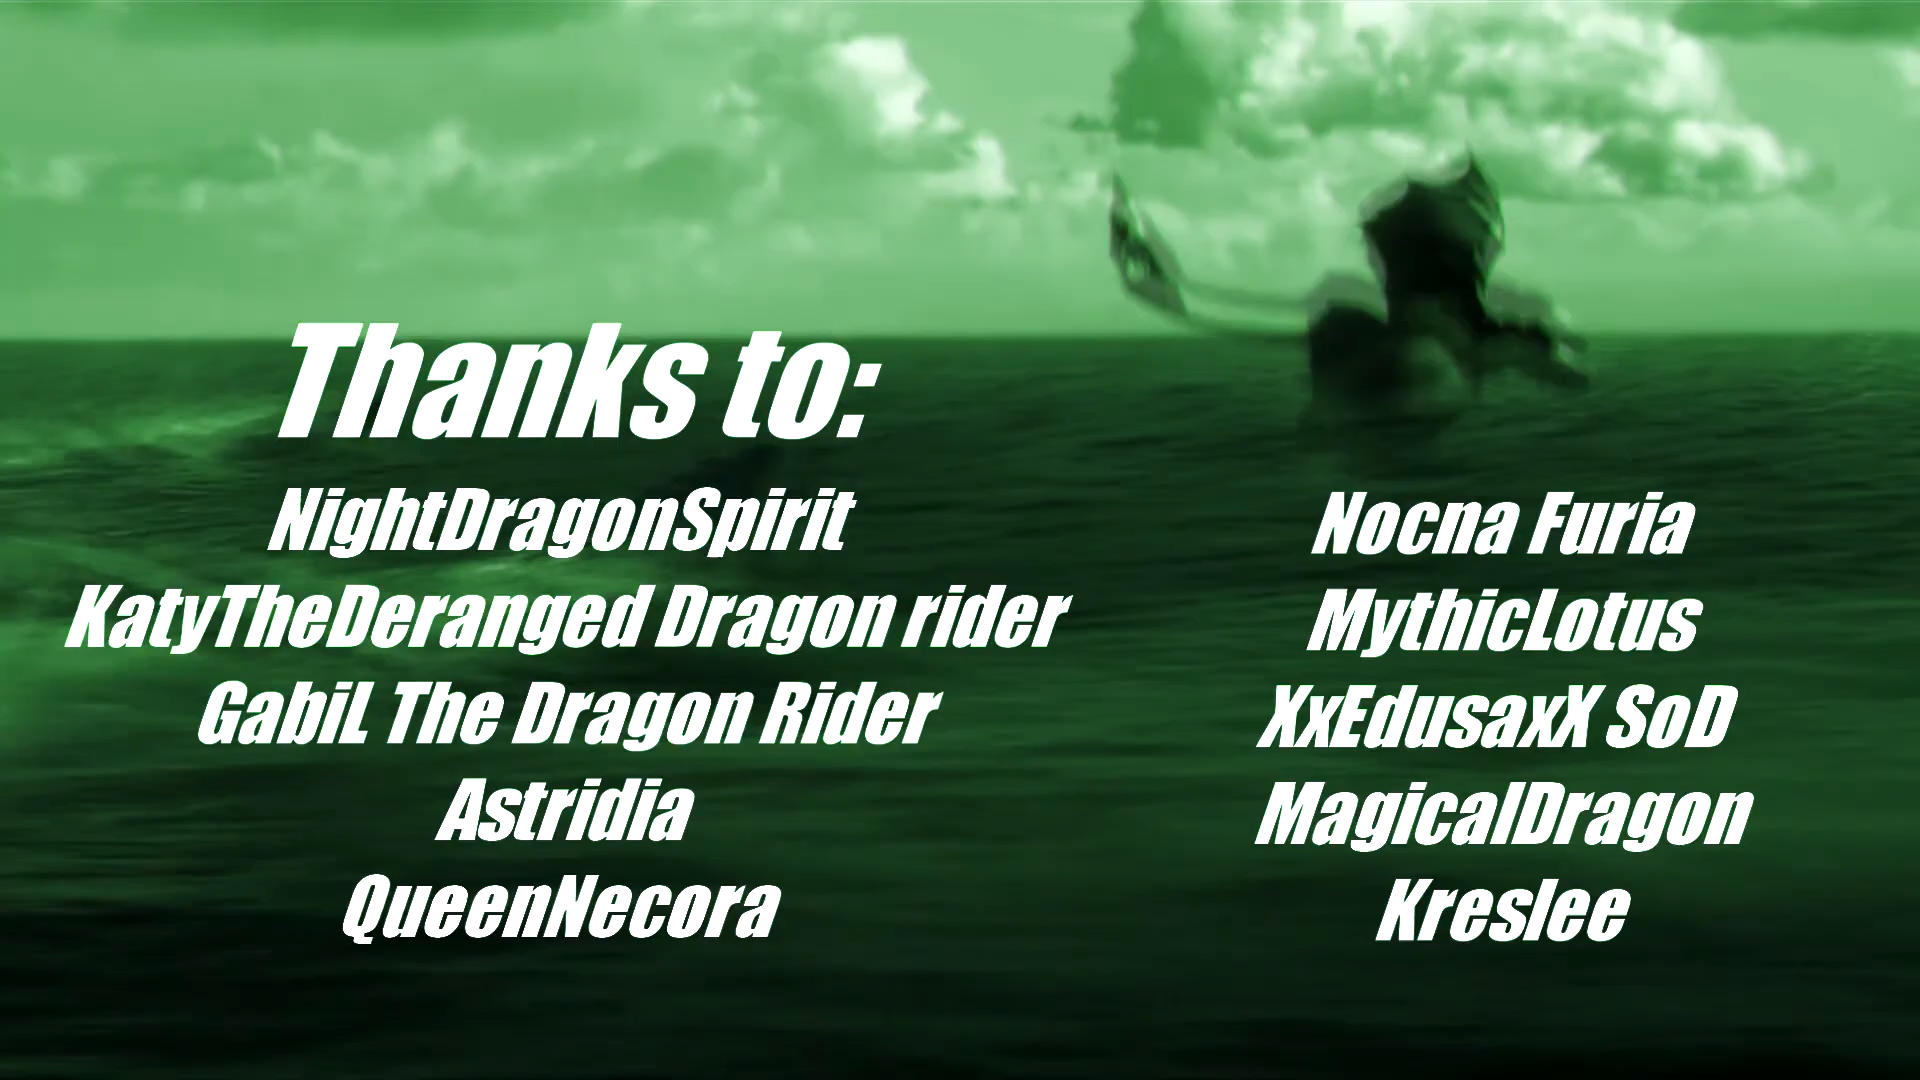 Thanks to:
NightDragonSpirit
KatyTheDeranged Dragon rider
GabiL The Dragon Rider
Astridia
QueenNecora
Nocna Furia
MythicLotus
XxEdusaxX SoD
MagicalDragon
Kreslee